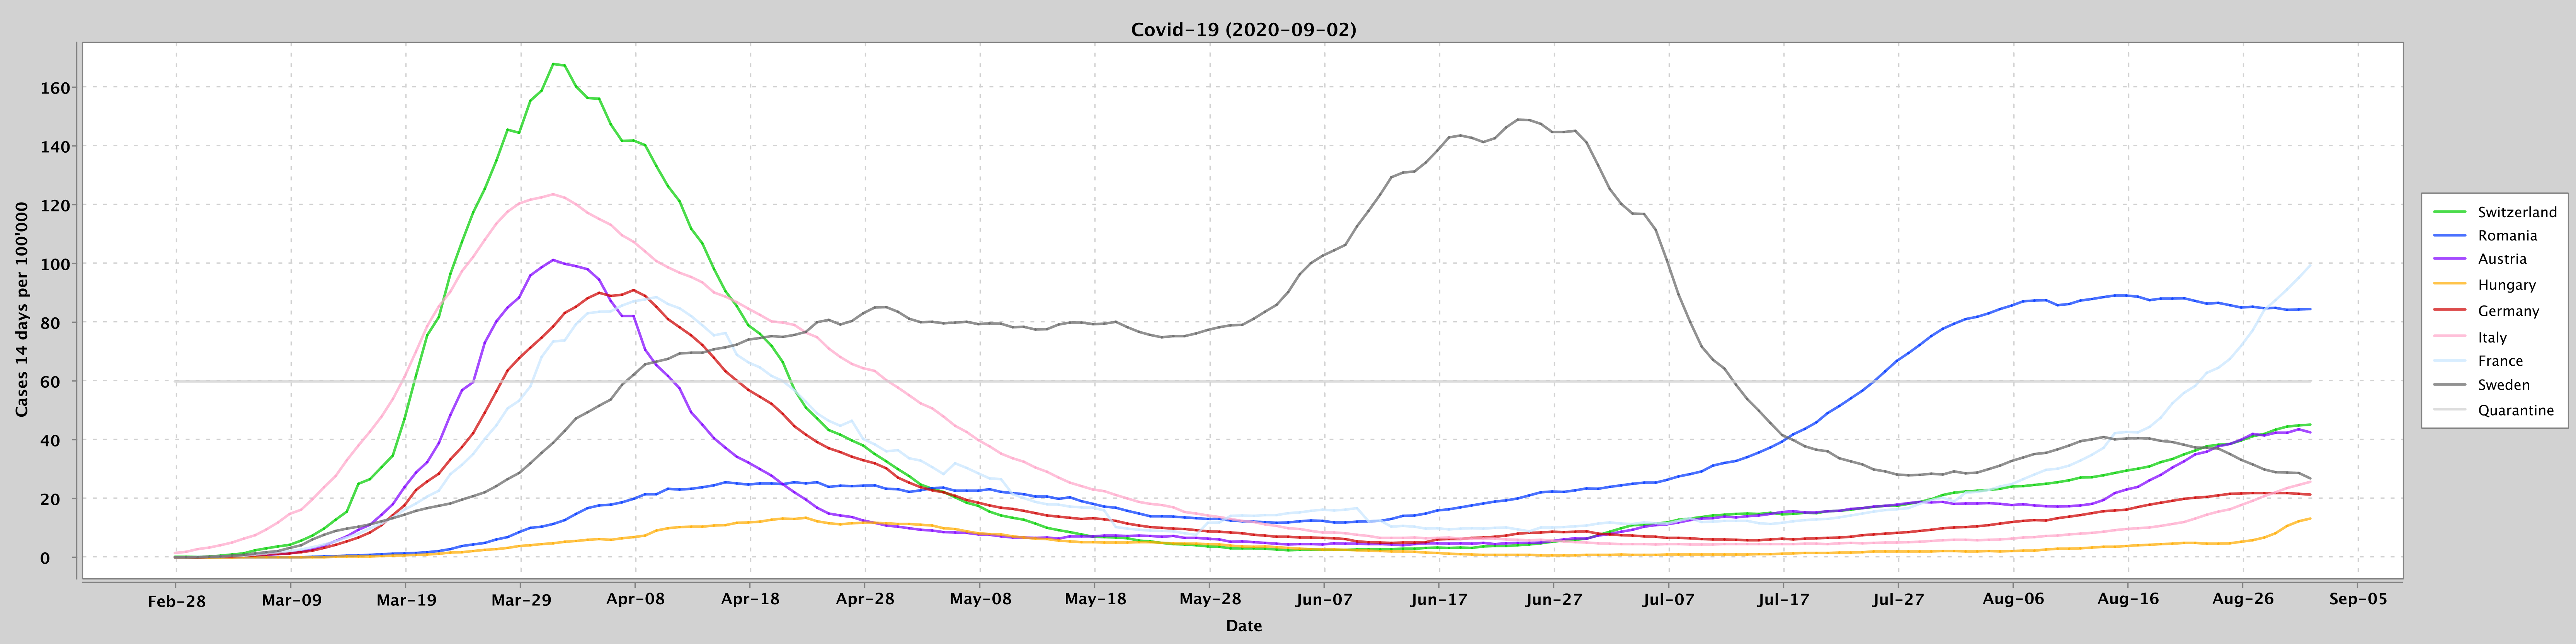 Covid-19 (2020-09-02)
Cases 14 days per 100'000
160
140
120
100
80
60
40
20
0
Feb-28 Mar-09 Mar-19 Mar-29 Apr-08 Apr-18 Apr-28 May-08 May-18 May-28 Jun-07 Jun-17 Jun-27 Jul-07 Jul-17 Jul-27 Aug-06 Aug-16 Aug-26 Sep-05
Date
Switzerland
Romania
Austria
Hungary
Germany
Italy
France
Sweden
Quarantine